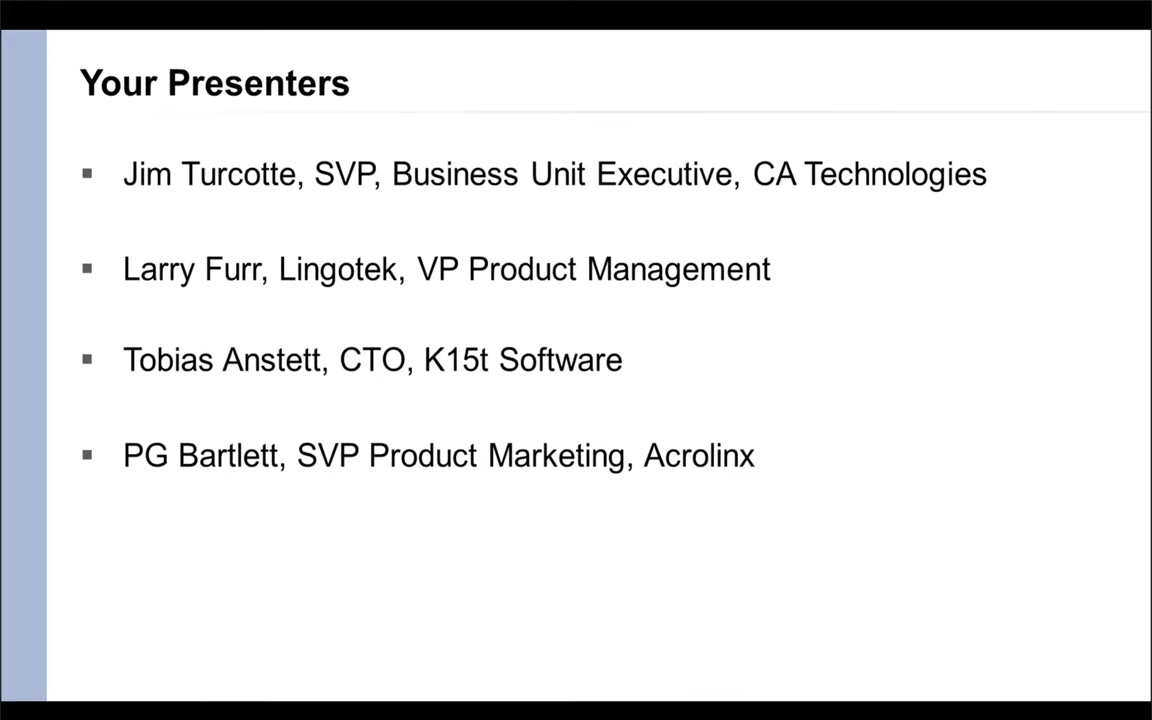 Your Presenters
Jim Turcotte, SVP, Business Unit Executive, CA Technologies
Larry Furr, Lingotek, VP Product Management
Tobias Anstett, CTO, K15t Software
PG Bartlett, SVP Product Marketing, Acrolinx